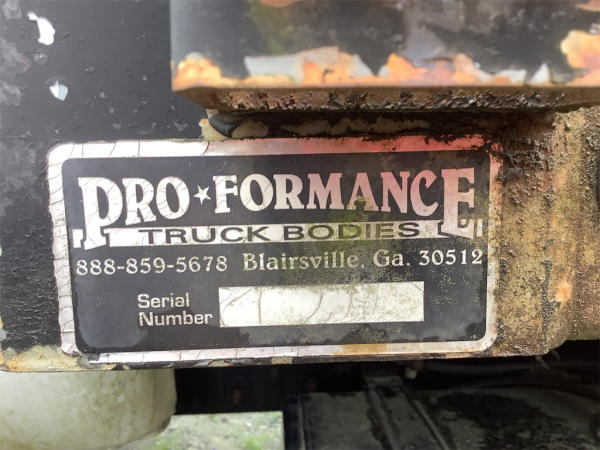 PRO★FORMANCE
TRUCK BODIES
888-859-5678 Blairsville, Ga. 30512
Serial
Number